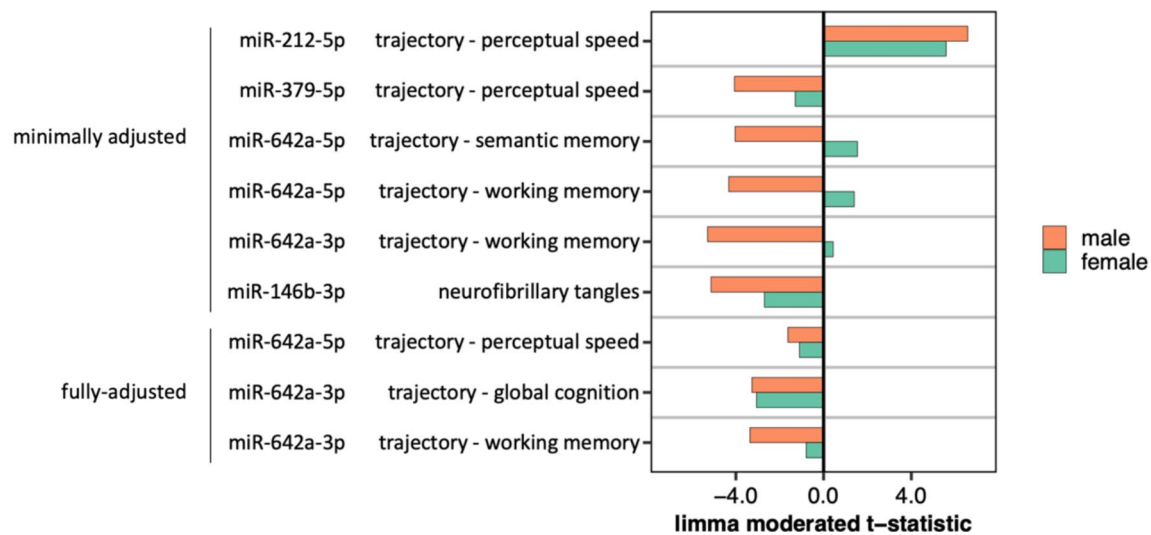 miR-212-5p trajectory - perceptual speed
miR-379-5p trajectory - perceptual speed
minimally adjusted
miR-642a-5p trajectory - semantic memory
miR-642a-5p trajectory - working memory
miR-642a-3p trajectory - working memory
miR-146b-3p neurofibrillary tangles
miR-642a-5p trajectory - perceptual speed
fully-adjusted
miR-642a-3p trajectory - global cognition
miR-642a-3p trajectory - working memory
male
female
−4.0 0.0 4.0
limma moderated t−statistic